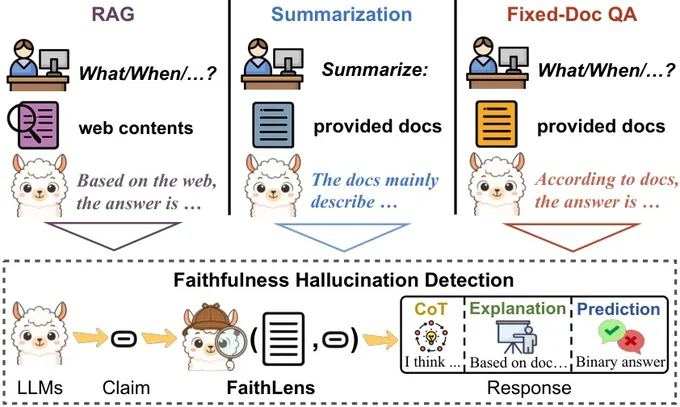 RAG
What/When/...?
web contents
Based on the web,
the answer is ...
Summarization
Summarize:
provided docs
The docs mainly
describe ...
Fixed-Doc QA
What/When/...?
provided docs
According to docs,
the answer is ...
Faithfulness Hallucination Detection
LLMs
Claim
FaithLens
( , )
CoT
I think ...
Explanation
Based on doc...
Prediction
Binary answer
Response